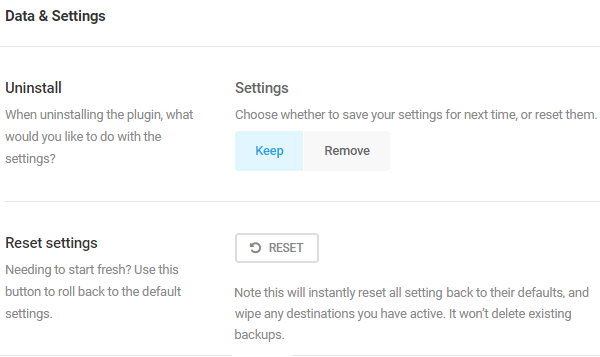 Data & Settings
Uninstall
When uninstalling the plugin, what
would you like to do with the
settings?
Settings
Choose whether to save your settings for next time, or reset them.
Keep
Remove
Reset settings
Needing to start fresh? Use this
button to roll back to the default
settings.
RESET
Note this will instantly reset all setting back to their defaults, and
wipe any destinations you have active. It won't delete existing
backups.